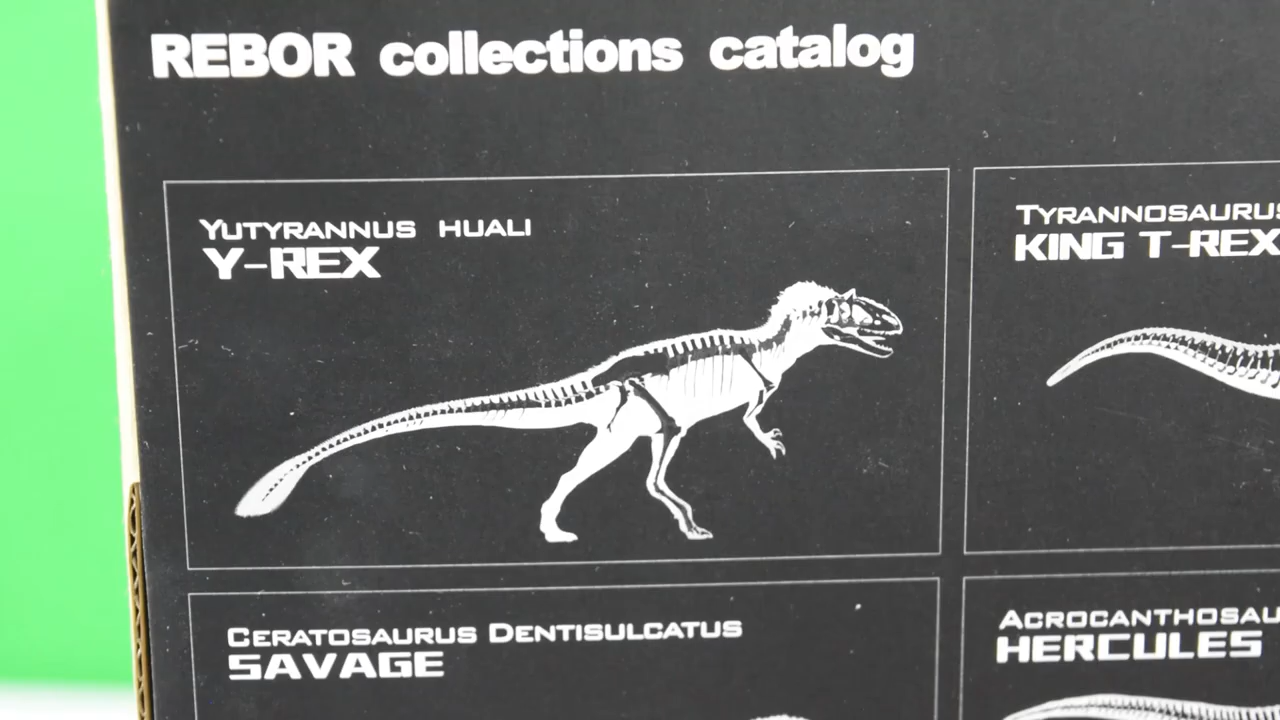 REBOR collections catalog
YUTYRANNUS HUALI
Y-REX
TYRANNOSAURUS
KING T-REX
CERATOSAURUS DENTISULCATUS
SAVAGE
ACROCANTHOSAU
HERCULES